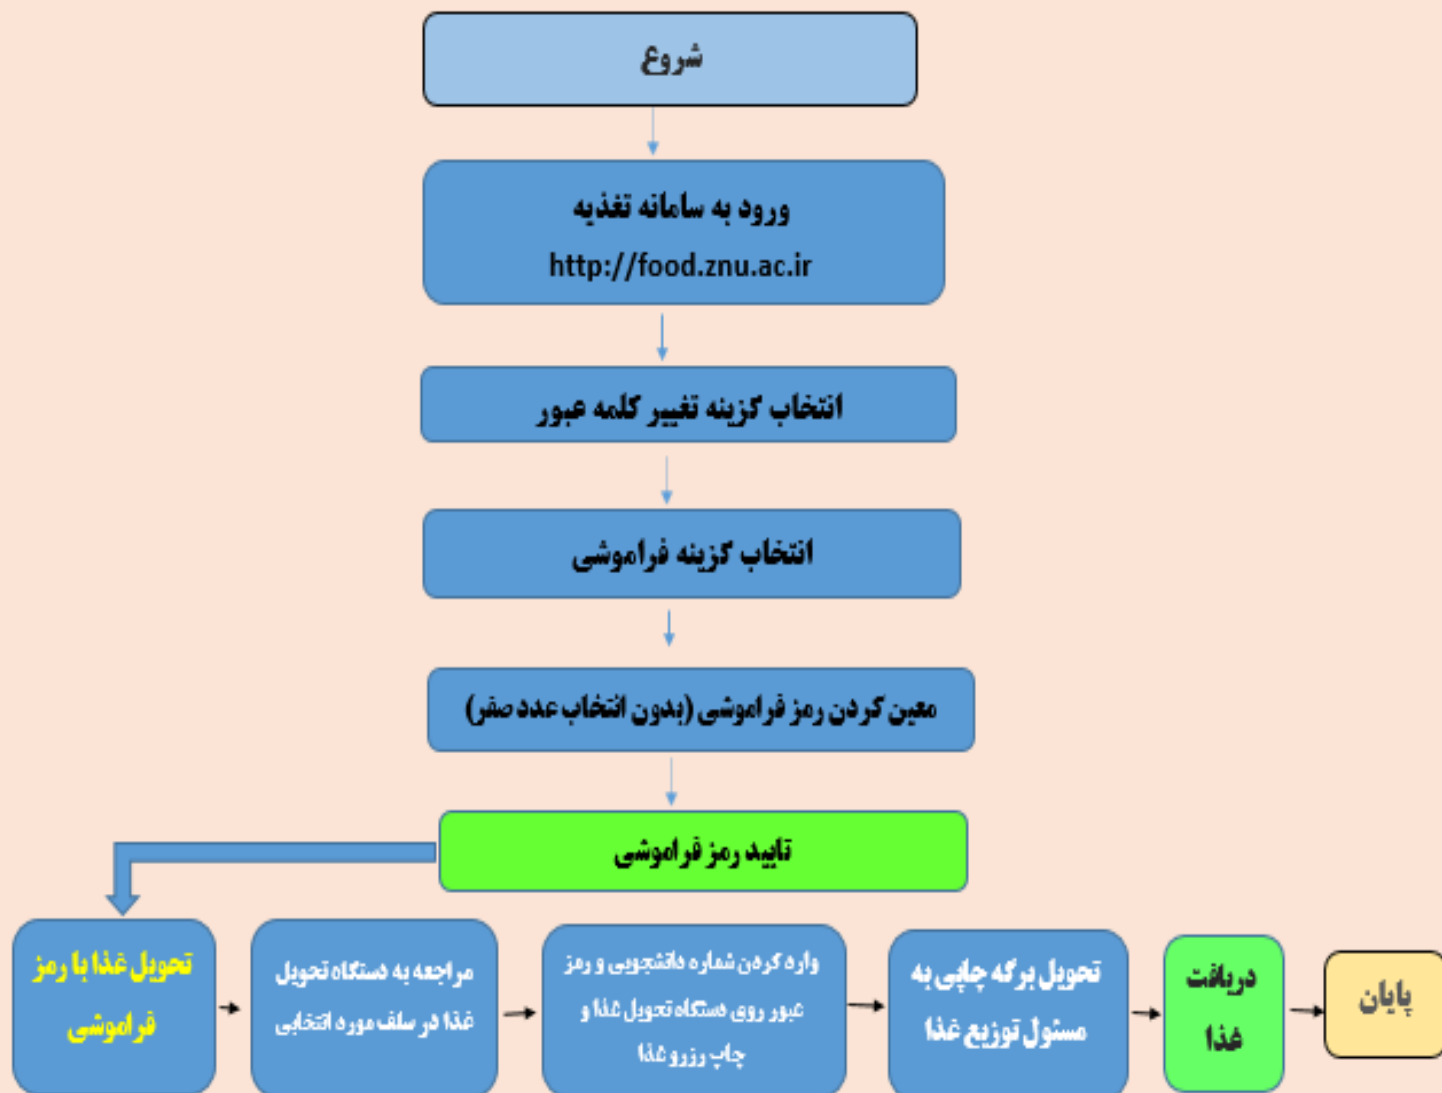 شروع
ورود به سامانه تغذیه
http://food.znu.ac.ir
انتخاب گزینه تغییر کلمه عبور
انتخاب گزینه فراموشی
معین کردن رمز فراموشی (بدون انتخاب عدد صفر)
تایید رمز فراموشی
تحویل غذا با رمز
فراموشی
مراجعه به دستگاه تحویل
غذا در سلف مورد انتخابی
وارد کردن شماره دانشجویی و رمز
عبور روی دستگاه تحویل غذا و
چاپ رزرو غذا
تحویل برگه چاپی به
مسئول توزیع غذا
دریافت
غذا
پایان